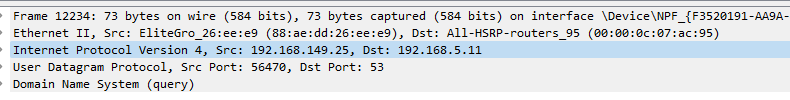 Frame 12234: 73 bytes on wire (584 bits), 73 bytes captured (584 bits) on interface \Device\NPF_{F3520191-AA9A-
Ethernet II, Src: EliteGro_26:ee:e9 (88:ae:dd:26:ee:e9), Dst: All-HSRP-routers_95 (00:00:0c:07:ac:95)
Internet Protocol Version 4, Src: 192.168.149.25, Dst: 192.168.5.11
User Datagram Protocol, Src Port: 56470, Dst Port: 53
Domain Name System (query)